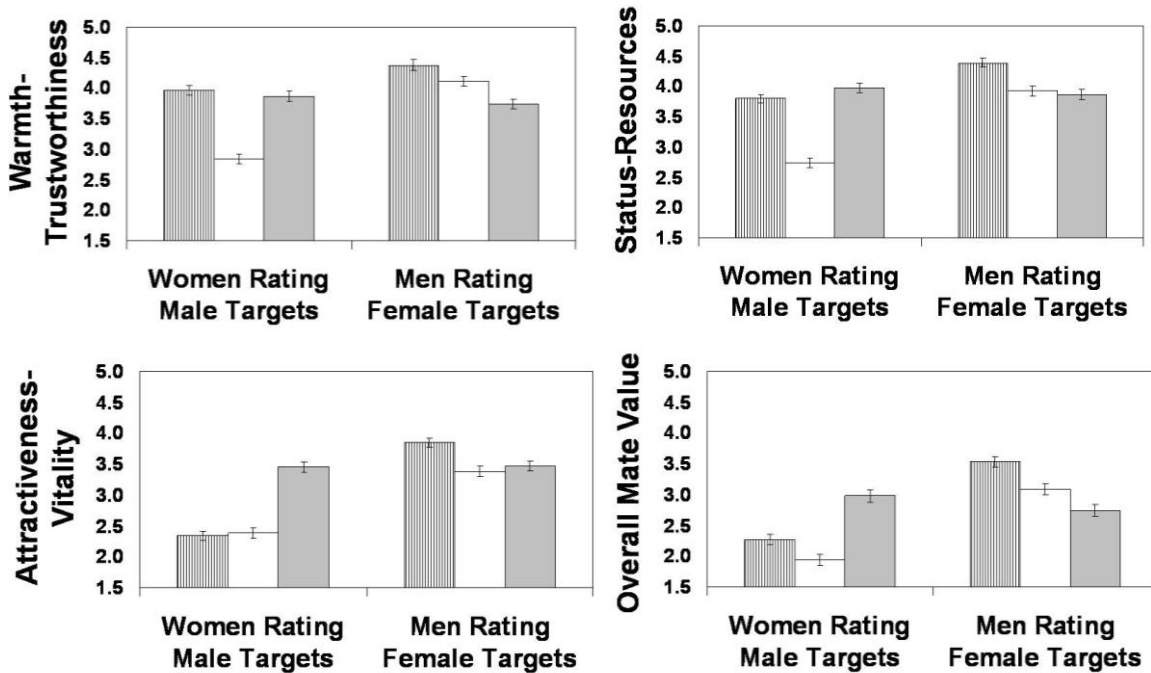 Warmth-
Trustworthiness
5.0
4.5
4.0
3.5
3.0
2.5
2.0
1.5
Women Rating
Male Targets
Men Rating
Female Targets
Status-Resources
5.0
4.5
4.0
3.5
3.0
2.5
2.0
1.5
Women Rating
Male Targets
Men Rating
Female Targets
Attractiveness-
Vitality
5.0
4.5
4.0
3.5
3.0
2.5
2.0
1.5
Women Rating
Male Targets
Men Rating
Female Targets
Overall Mate Value
5.0
4.5
4.0
3.5
3.0
2.5
2.0
1.5
Women Rating
Male Targets
Men Rating
Female Targets